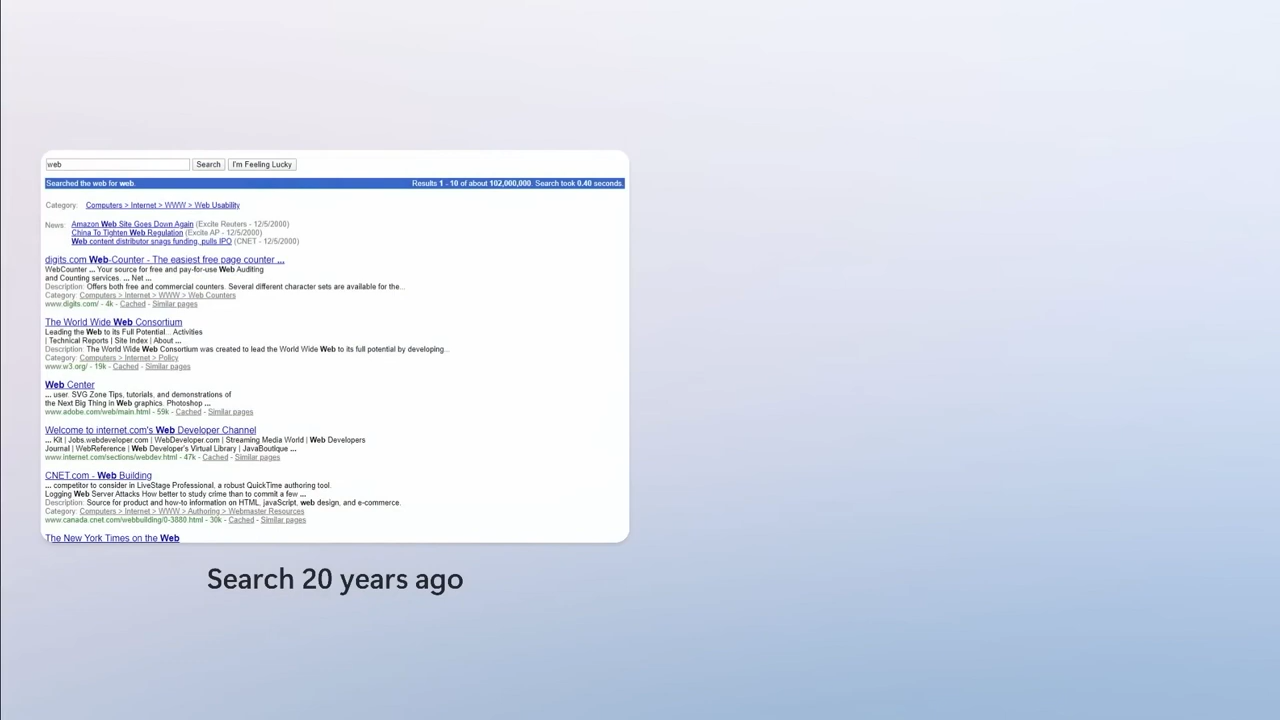 web Search I'm Feeling Lucky
Searched the web for web. Results 1 - 10 of about 102,000,000. Search took 0.40 seconds.
Category: Computers > Internet > WWW > Web Usability
News: Amazon Web Site Goes Down Again (Excite Reuters - 12/5/2000)
China To Tighten Web Regulation (Excite AP - 12/5/2000)
Web content distributor snags funding, pulls IPO (CNET - 12/5/2000)
digits.com Web-Counter - The easiest free page counter ...
WebCounter ... Your source for free and pay-for-use Web Auditing
and Counting services. ... Net ...
Description: Offers both free and commercial counters. Several different character sets are available for the...
Category: Computers > Internet > WWW > Web Counters
www.digits.com/ - 4k - Cached - Similar pages
The World Wide Web Consortium
Leading the Web to its Full Potential... Activities
| Technical Reports | Site Index | About ...
Description: The World Wide Web Consortium was created to lead the World Wide Web to its full potential by developing...
Category: Computers > Internet > Policy
www.w3.org/ - 19k - Cached - Similar pages
Web Center
... user. SVG Zone Tips, tutorials, and demonstrations of
the Next Big Thing in Web graphics. Photoshop ...
www.adobe.com/web/main.html - 59k - Cached - Similar pages
Welcome to internet.com's Web Developer Channel
... Kit | Jobs.webdeveloper.com | WebDeveloper.com | Streaming Media World | Web Developers
Journal | WebReference | Web Developer's Virtual Library | JavaBoutique ...
www.internet.com/sections/webdev.html - 47k - Cached - Similar pages
CNET.com - Web Building
... competitor to consider in LiveStage Professional, a robust QuickTime authoring tool.
Logging Web Server Attacks How better to study crime than to commit a few ...
Description: Source for product and how-to information on HTML, javaScript, web design, and e-commerce.
Category: Computers > Internet > WWW > Authoring > Webmaster Resources
www.canada.cnet.com/webbuilding/0-3880.html - 30k - Cached - Similar pages
The New York Times on the Web
Search 20 years ago